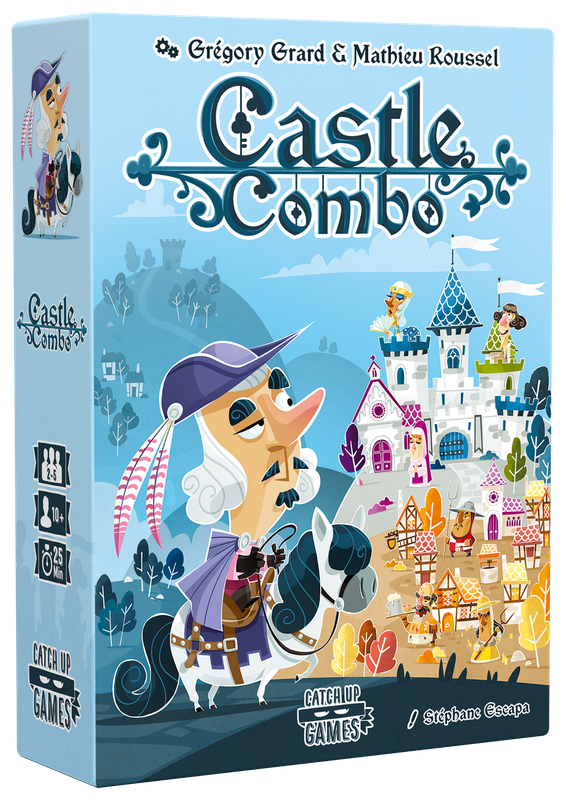 Grégory Grard & Mathieu Roussel
Castle
Combo
Castle
Combo
2-5
10+
25
Min
CATCH UP
GAMES
CATCH UP
GAMES
Stéphane Escapa